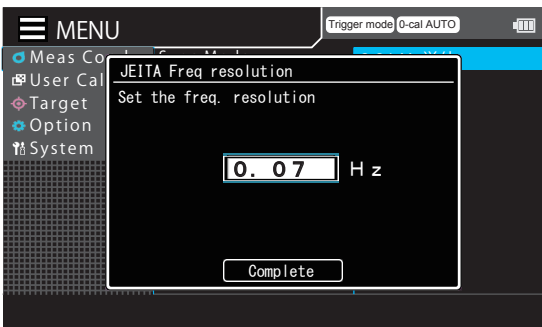 MENU
Trigger mode 0-cal AUTO
Meas Co
User Cal
Target
Option
System
JEITA Freq resolution
Set the freq. resolution
0. 07 Hz
Complete